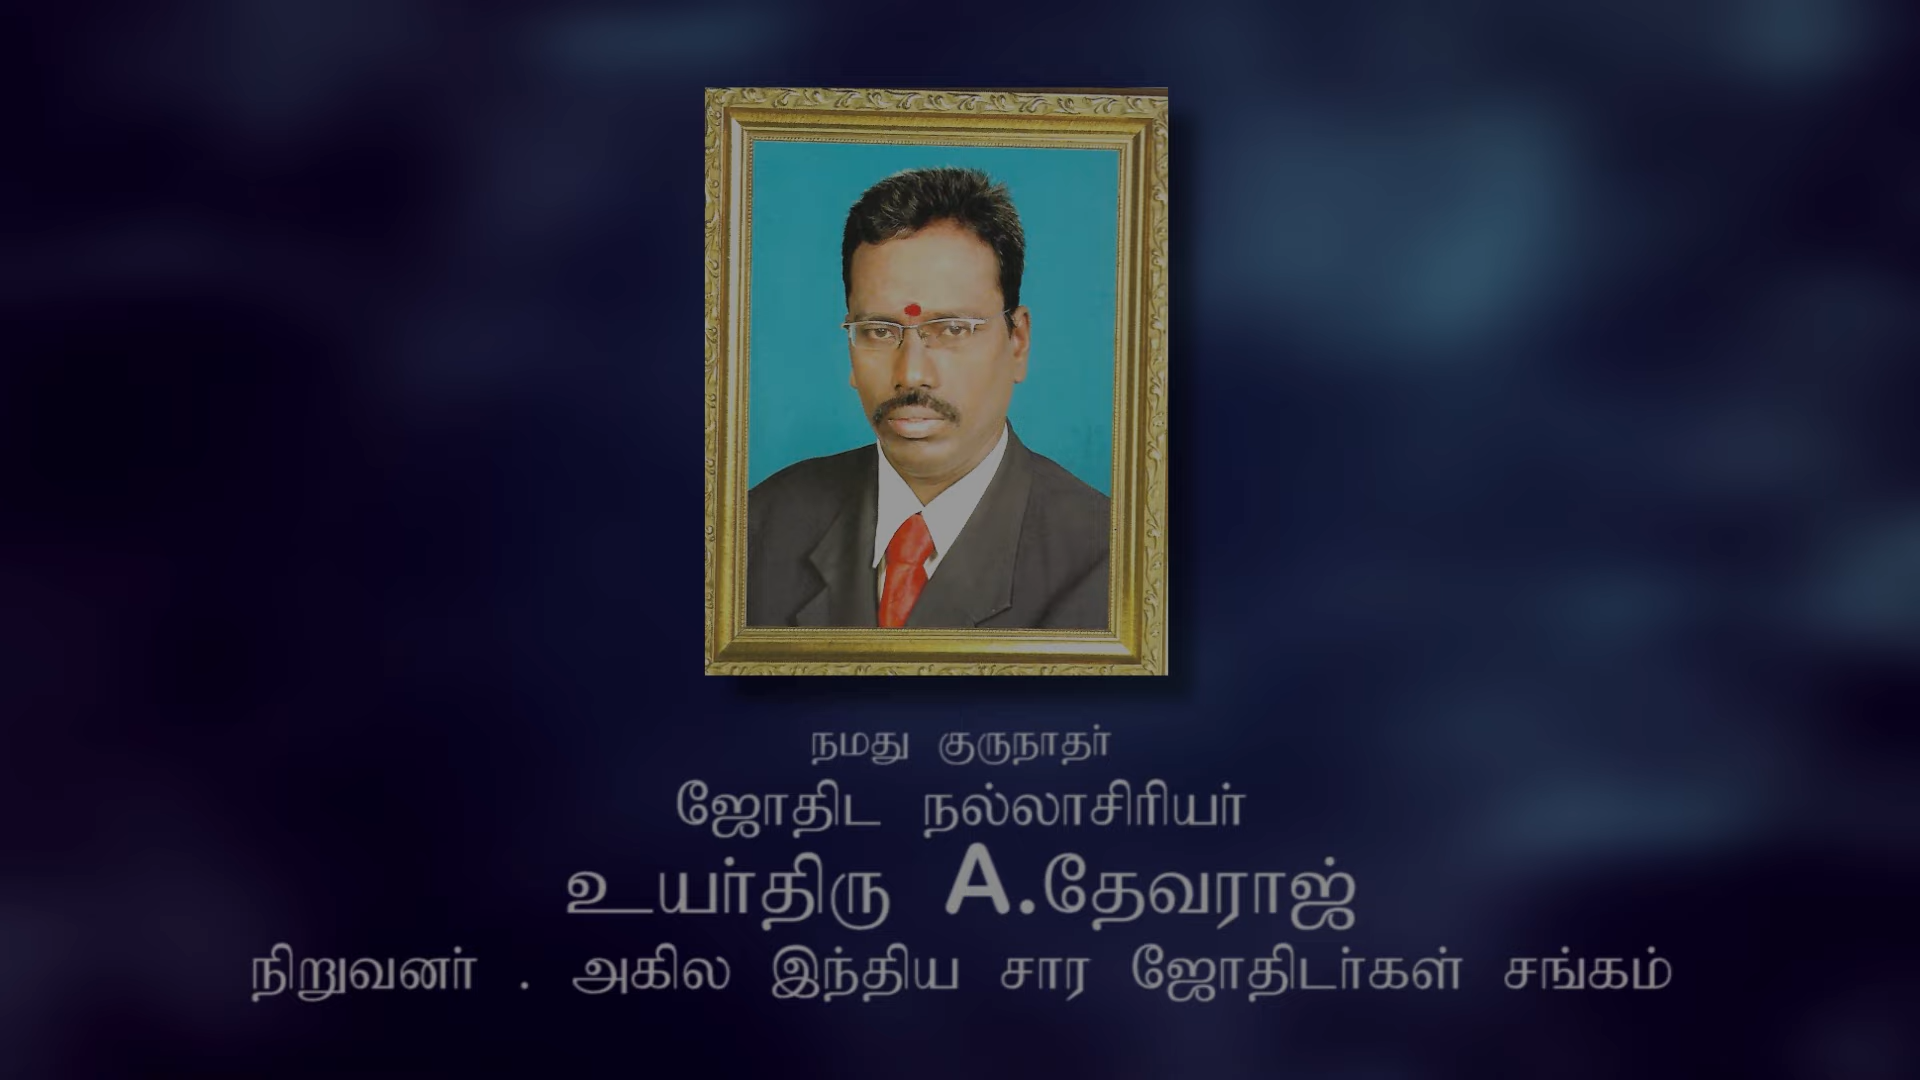 நமது குருநாதர்
ஜோதிட நல்லாசிரியர்
உயர்திரு A.தேவராஜ்
நிறுவனர் . அகில இந்திய சார ஜோதிடர்கள் சங்கம்